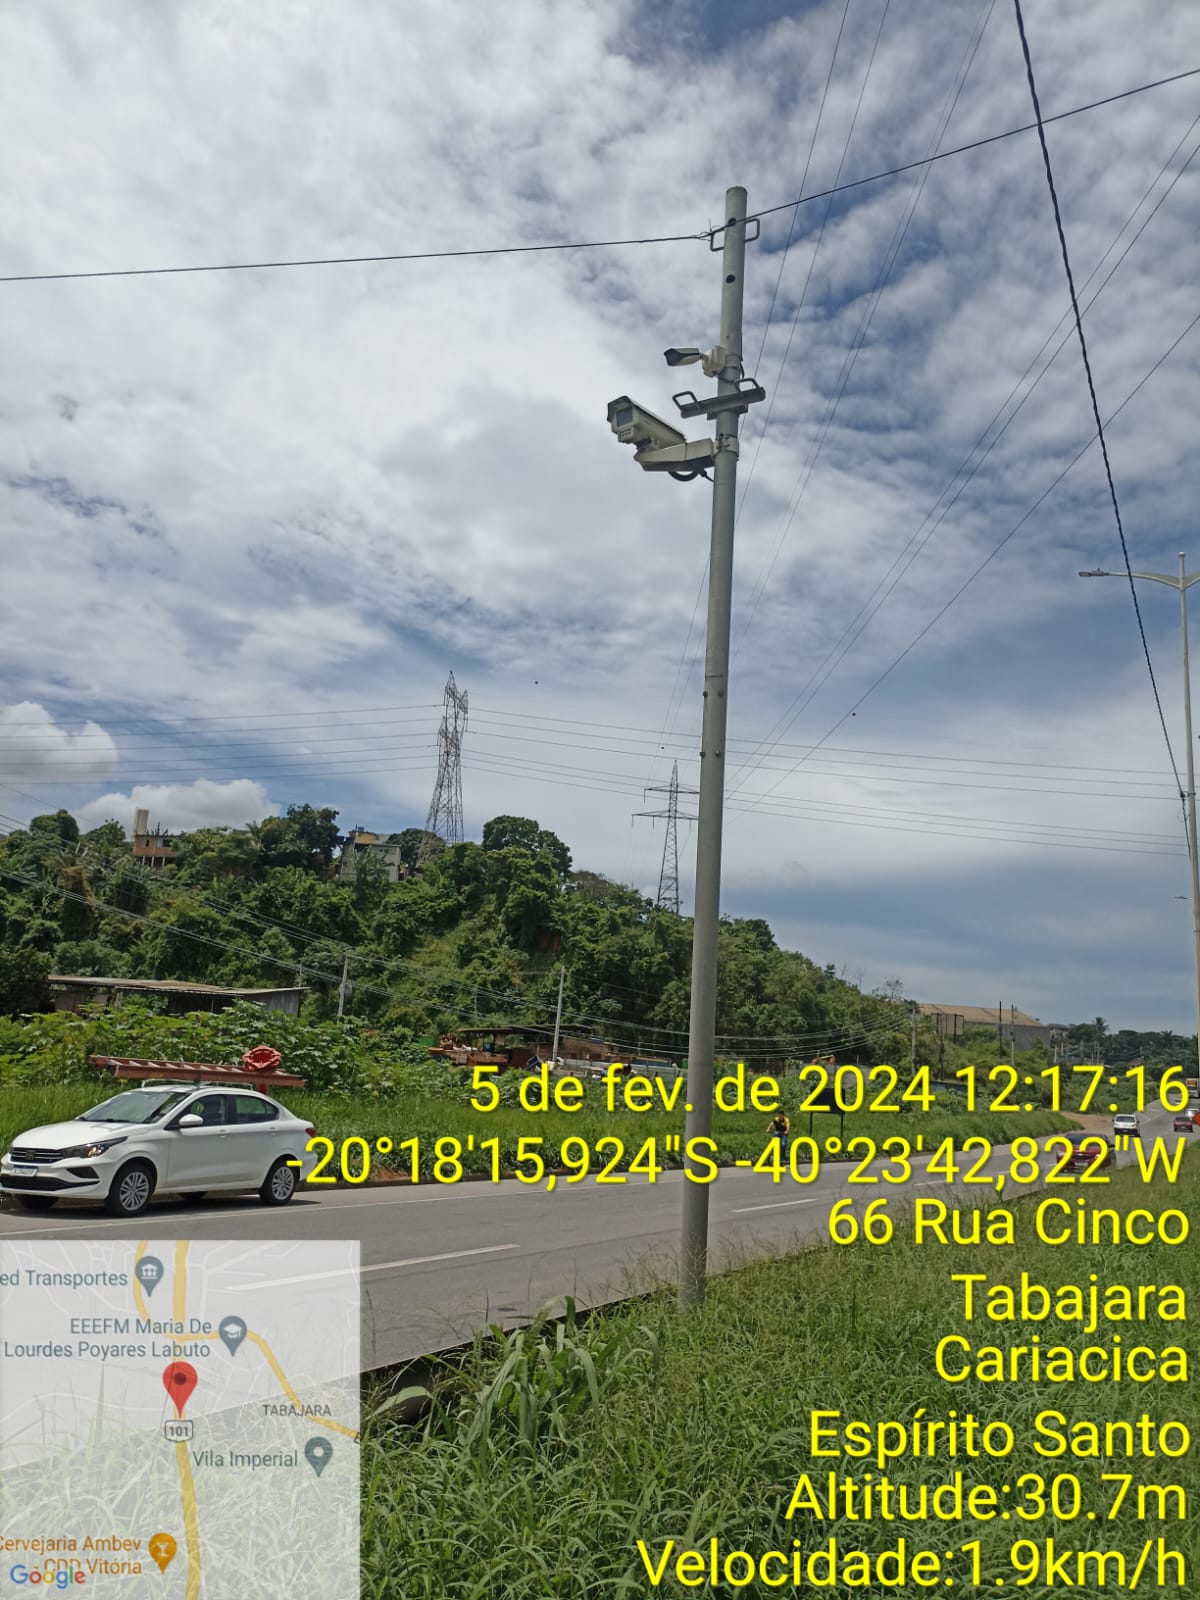 5 de fev. de 2024 12:17:16
-20°18'15,924"S -40°23'42,822"W
66 Rua Cinco
Tabajara
Cariacica
Espírito Santo
Altitude:30.7m
Velocidade:1.9km/h
ed Transportes
EEEFM Maria De
Lourdes Poyares Labuto
101
TABAJARA
Vila Imperial
Cervejaria Ambev
CDD Vitória
Google